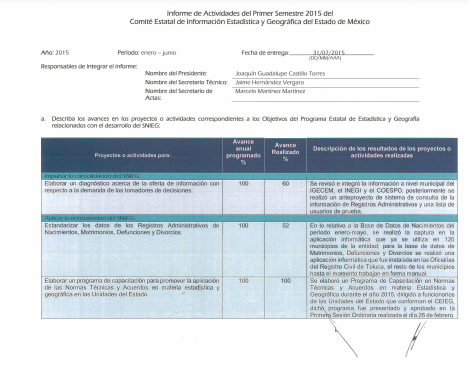 Informe de Actividades del Primer Semestre 2015 del
Comité Estatal de Información Estadística y Geográfica del Estado de México
Año: 2015 Periodo: enero – junio Fecha de entrega: 31/07/2015
(DD/MM/AAA)
Responsables de Integrar el Informe:
Nombre del Presidente: Joaquín Guadalupe Castillo Torres
Nombre del Secretario Técnico: Jaime Hernández Vergara
Nombre del Secretario de Actas: Marcelo Martínez Martínez
a. Describa los avances en los proyectos o actividades correspondientes a los Objetivos del Programa Estatal de Estadística y Geografía
relacionados con el desarrollo del SNIEG:
Proyectos o actividades para:
Avance
anual
programado
%
Avance
Realizado
%
Descripción de los resultados de los proyectos o
actividades realizadas
Impulsar la consolidación del SNIEG:
Elaborar un diagnóstico acerca de la oferta de información con
respecto a la demanda de los tomadores de decisiones.
100
60
Se revisó e integró la información a nivel municipal del
IGECEM, el INEGI y el COESPO, posteriormente se
realizó un anteproyecto de sistema de consulta de la
información de Registros Administrativos y una lista de
usuarios de prueba.
Aplicar la normatividad del SNIEG:
Estandarizar los datos de los Registros Administrativos de
Nacimientos, Matrimonios, Defunciones y Divorcios.
100
52
En lo relativo a la Base de Datos de Nacimientos del
período enero-mayo, se realizó la captura en la
aplicación informática que ya se utiliza en 120
municipios de la entidad; para la base de datos de
Matrimonios, Defunciones y Divorcios se realizó una
aplicación informática que fue instalada en las Oficialías
del Registro Civil de Toluca, el resto de los municipios
hasta el momento trabajan en forma manual.
Elaborar un programa de capacitación para promover la aplicación
de las Normas Técnicas y Acuerdos en materia estadística y
geográfica en las Unidades del Estado.
100
100
Se elaboró un Programa de Capacitación en Normas
Técnicas y Acuerdos en materia Estadística y
Geográfica durante el año 2015, dirigido a funcionarios
de las Unidades del Estado que conforman el CEIEG,
dicho programa fue presentado y aprobado en la
Primera Sesión Ordinaria realizada el día 26 de febrero.